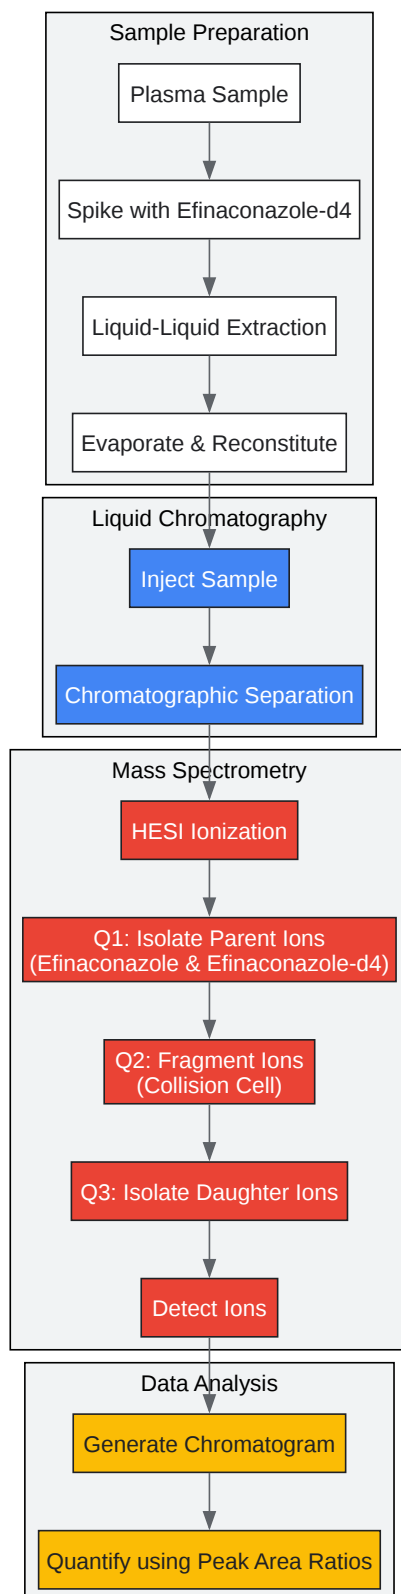 Sample Preparation
Plasma Sample
Spike with Efinaconazole-d4
Liquid-Liquid Extraction
Evaporate & Reconstitute
Liquid Chromatography
Inject Sample
Chromatographic Separation
Mass Spectrometry
HESI Ionization
Q1: Isolate Parent Ions
(Efinaconazole & Efinaconazole-d4)
Q2: Fragment Ions
(Collision Cell)
Q3: Isolate Daughter Ions
Detect Ions
Data Analysis
Generate Chromatogram
Quantify using Peak Area Ratios